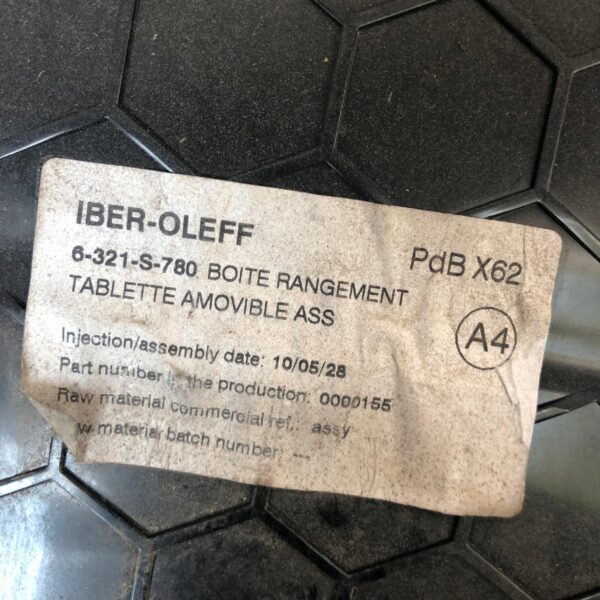 IBER-OLEFF
PdB X62
6-321-S-780 BOITE RANGEMENT
TABLETTE AMOVIBLE ASS
A4
Injection/assembly date: 10/05/28
Part number in the production: 0000155
Raw material commercial ref.: assy
w material batch number: ---